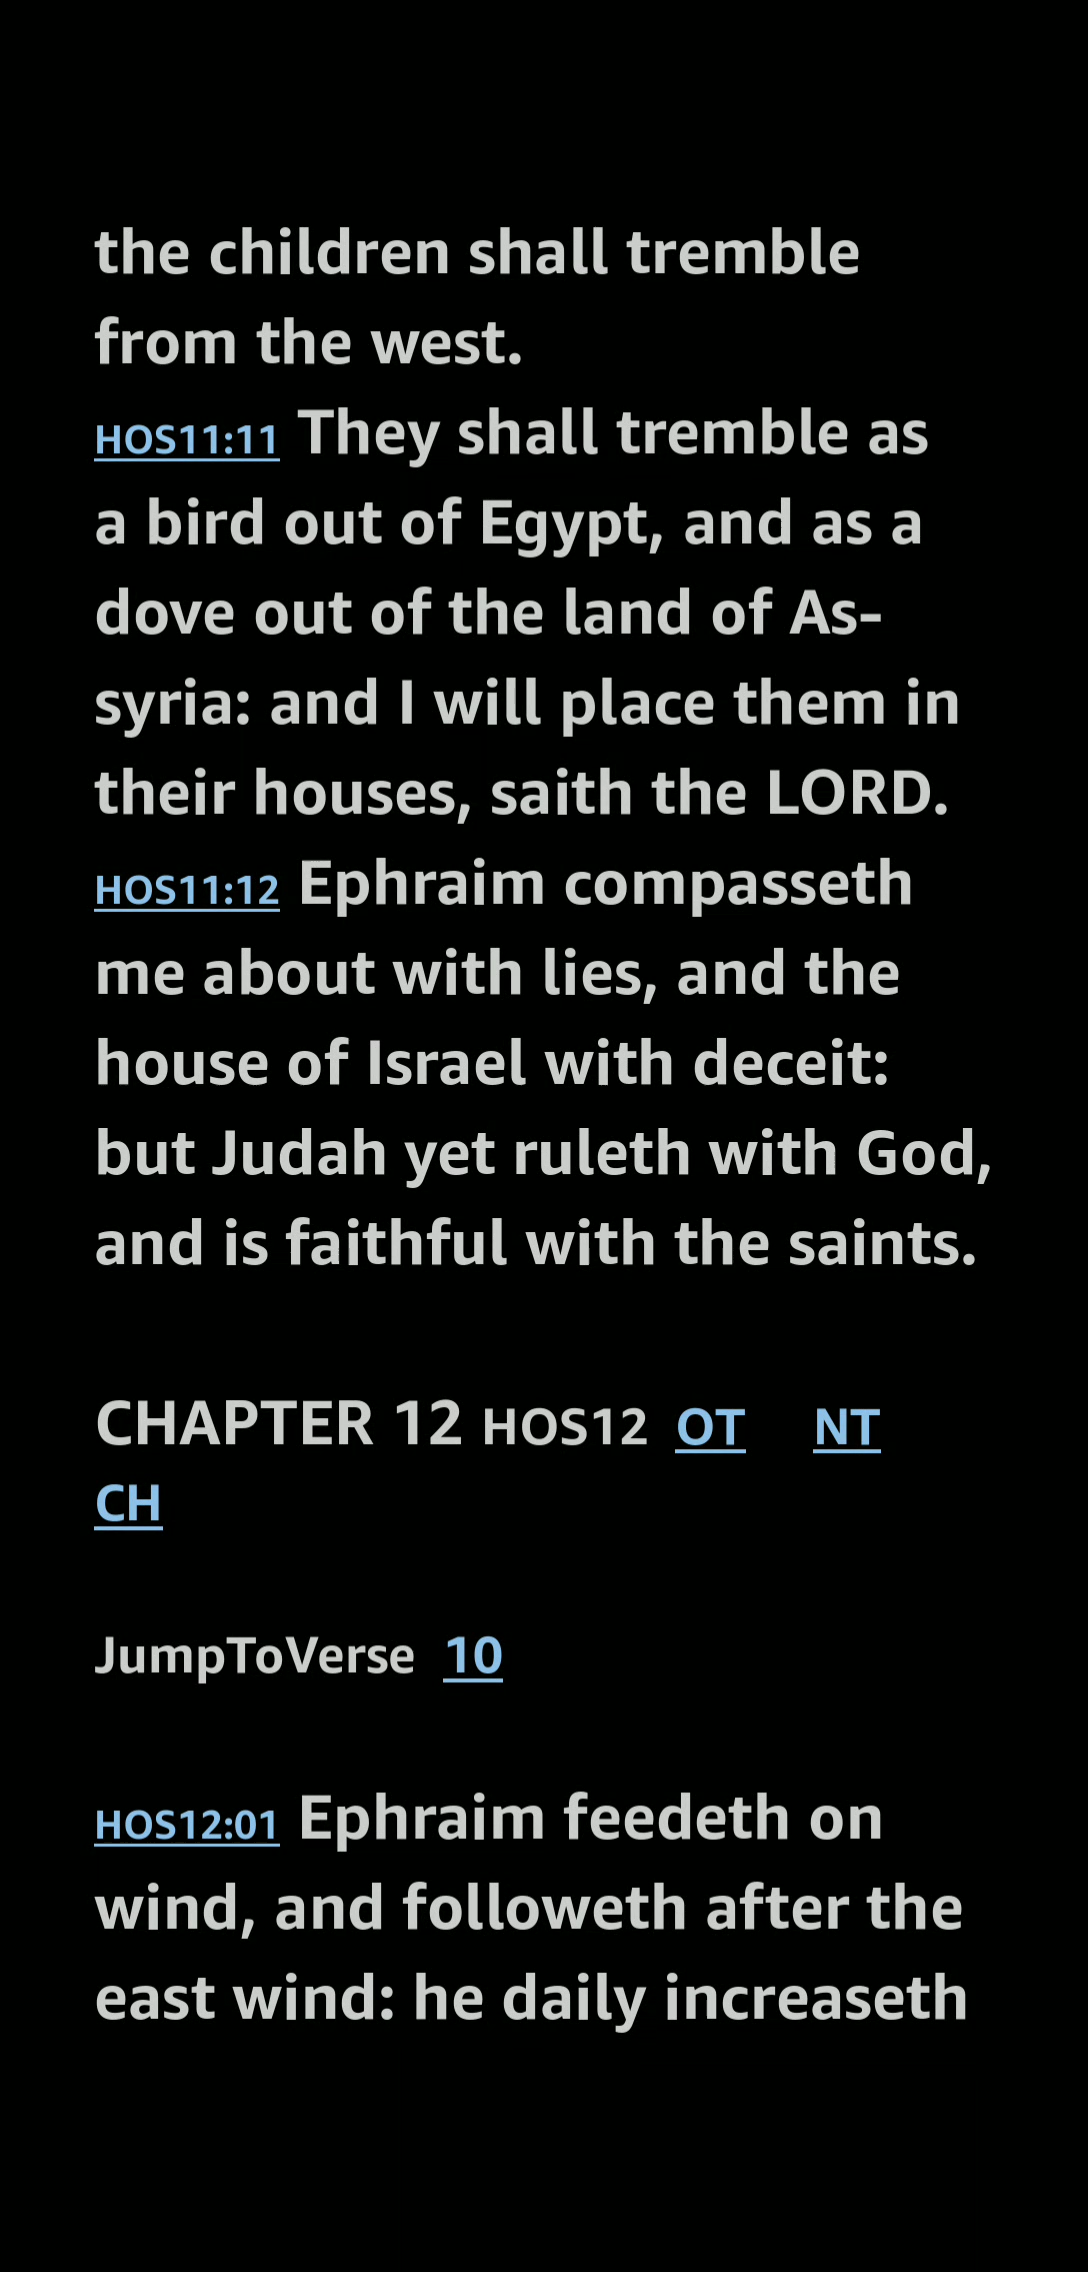 the children shall tremble
from the west.
HOS11:11 They shall tremble as
a bird out of Egypt, and as a
dove out of the land of As-
syria: and I will place them in
their houses, saith the LORD.
HOS11:12 Ephraim compasseth
me about with lies, and the
house of Israel with deceit:
but Judah yet ruleth with God,
and is faithful with the saints.
CHAPTER 12 HOS12 OT NT
CH
JumpToVerse 10
HOS12:01 Ephraim feedeth on
wind, and followeth after the
east wind: he daily increaseth